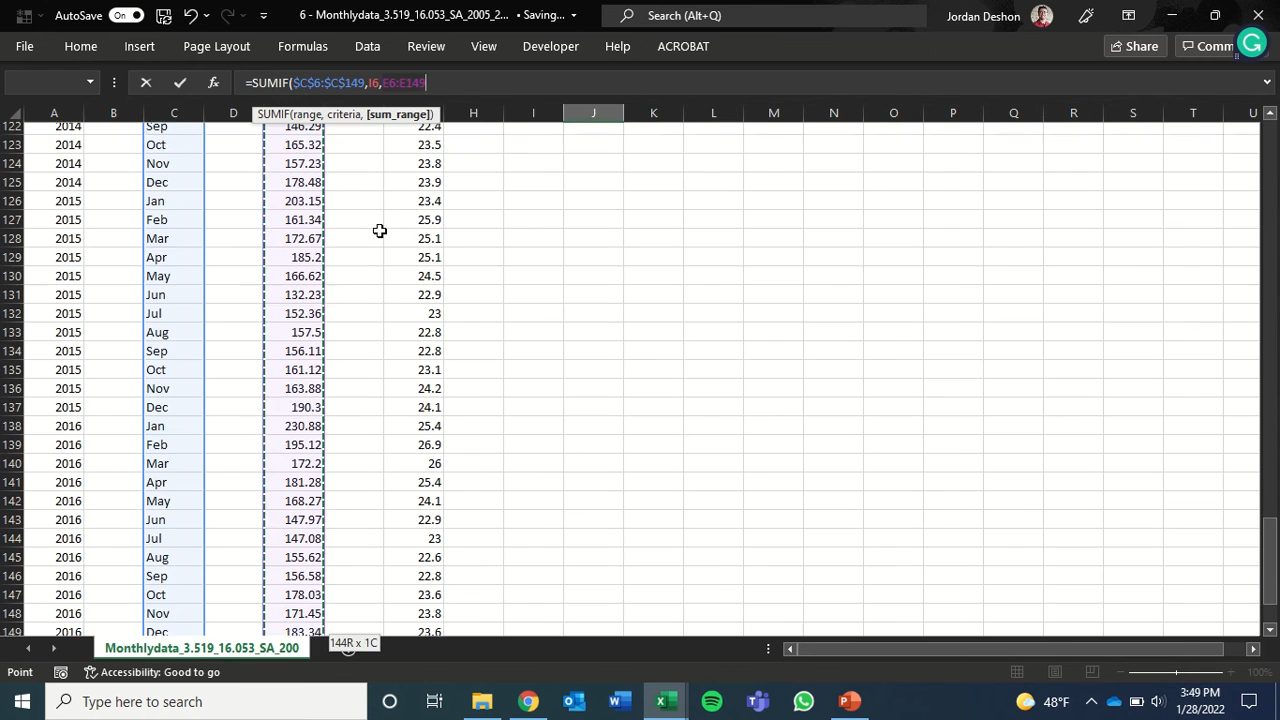 AutoSave On 6 - Monthlydata_3.519_16.053_SA_2005_2... • Saving... Search (Alt+Q) Jordan Deshon
File Home Insert Page Layout Formulas Data Review View Developer Help ACROBAT Share Comm
=SUMIF($C$6:$C$149,I6,E6:E149
SUMIF(range, criteria, [sum_range])
A B C D H I J K L M N O P Q R S T U
122 2014 Sep 146.29 22.4
123 2014 Oct 165.32 23.5
124 2014 Nov 157.23 23.8
125 2014 Dec 178.48 23.9
126 2015 Jan 203.15 23.4
127 2015 Feb 161.34 25.9
128 2015 Mar 172.67 25.1
129 2015 Apr 185.2 25.1
130 2015 May 166.62 24.5
131 2015 Jun 132.23 22.9
132 2015 Jul 152.36 23
133 2015 Aug 157.5 22.8
134 2015 Sep 156.11 22.8
135 2015 Oct 161.12 23.1
136 2015 Nov 163.88 24.2
137 2015 Dec 190.3 24.1
138 2016 Jan 230.88 25.4
139 2016 Feb 195.12 26.9
140 2016 Mar 172.2 26
141 2016 Apr 181.28 25.4
142 2016 May 168.27 24.1
143 2016 Jun 147.97 22.9
144 2016 Jul 147.08 23
145 2016 Aug 155.62 22.6
146 2016 Sep 156.58 22.8
147 2016 Oct 178.03 23.6
148 2016 Nov 171.45 23.8
149 2016 Dec 183.34 23.6
144R x 1C
Monthlydata_3.519_16.053_SA_200
Point Accessibility: Good to go 100%
Type here to search 48°F 3:49 PM
1/28/2022